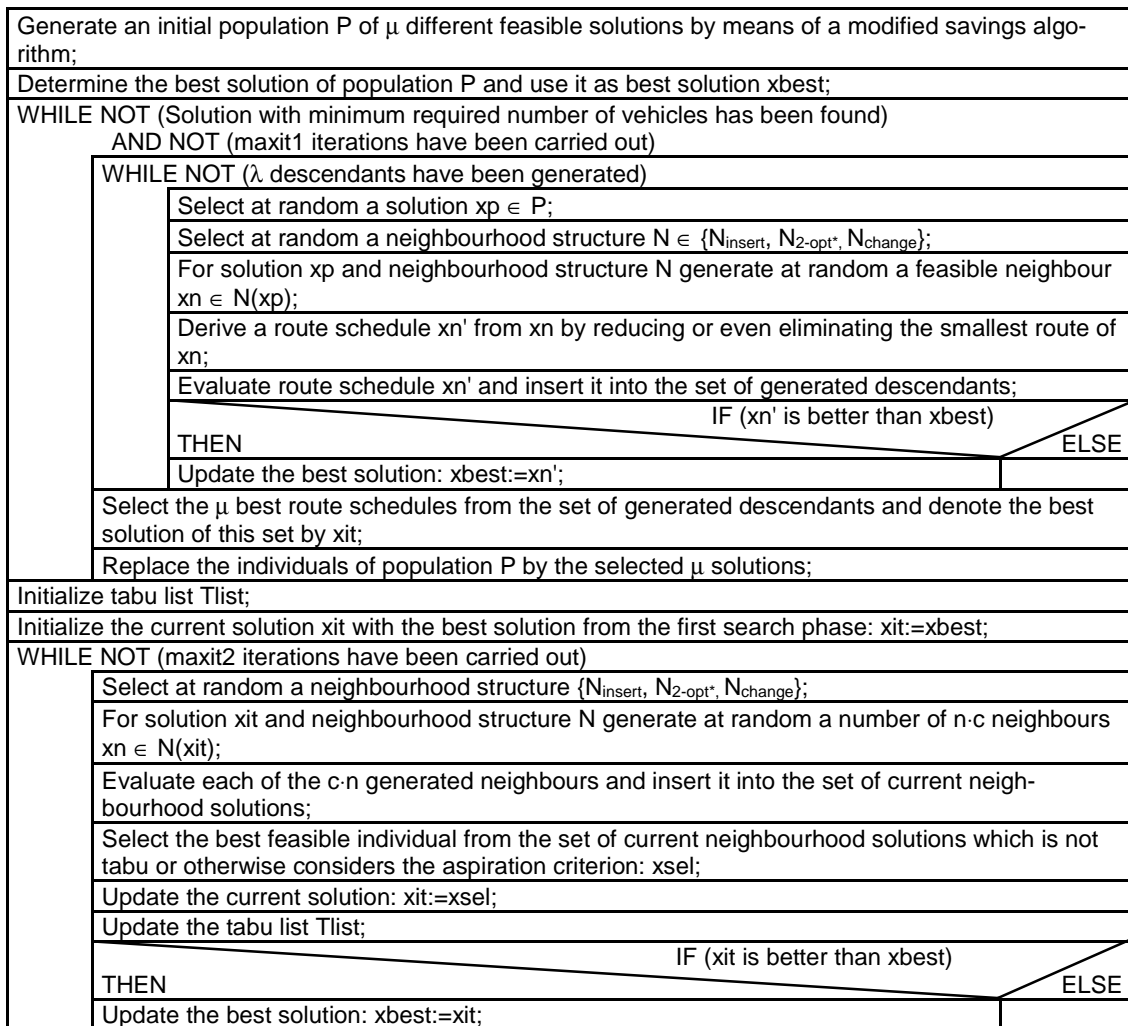 Generate an initial population P of μ different feasible solutions by means of a modified savings algo-
rithm;
Determine the best solution of population P and use it as best solution xbest;
WHILE NOT (Solution with minimum required number of vehicles has been found)
AND NOT (maxit1 iterations have been carried out)
WHILE NOT (λ descendants have been generated)
Select at random a solution xp ∈ P;
Select at random a neighbourhood structure N ∈ {Ninsert, N2-opt*, Nchange};
For solution xp and neighbourhood structure N generate at random a feasible neighbour
xn ∈ N(xp);
Derive a route schedule xn' from xn by reducing or even eliminating the smallest route of
xn;
Evaluate route schedule xn' and insert it into the set of generated descendants;
IF (xn' is better than xbest)
THEN ELSE
Update the best solution: xbest:=xn';
Select the μ best route schedules from the set of generated descendants and denote the best
solution of this set by xit;
Replace the individuals of population P by the selected μ solutions;
Initialize tabu list Tlist;
Initialize the current solution xit with the best solution from the first search phase: xit:=xbest;
WHILE NOT (maxit2 iterations have been carried out)
Select at random a neighbourhood structure {Ninsert, N2-opt*, Nchange};
For solution xit and neighbourhood structure N generate at random a number of n·c neighbours
xn ∈ N(xit);
Evaluate each of the c·n generated neighbours and insert it into the set of current neigh-
bourhood solutions;
Select the best feasible individual from the set of current neighbourhood solutions which is not
tabu or otherwise considers the aspiration criterion: xsel;
Update the current solution: xit:=xsel;
Update the tabu list Tlist;
IF (xit is better than xbest)
THEN ELSE
Update the best solution: xbest:=xit;